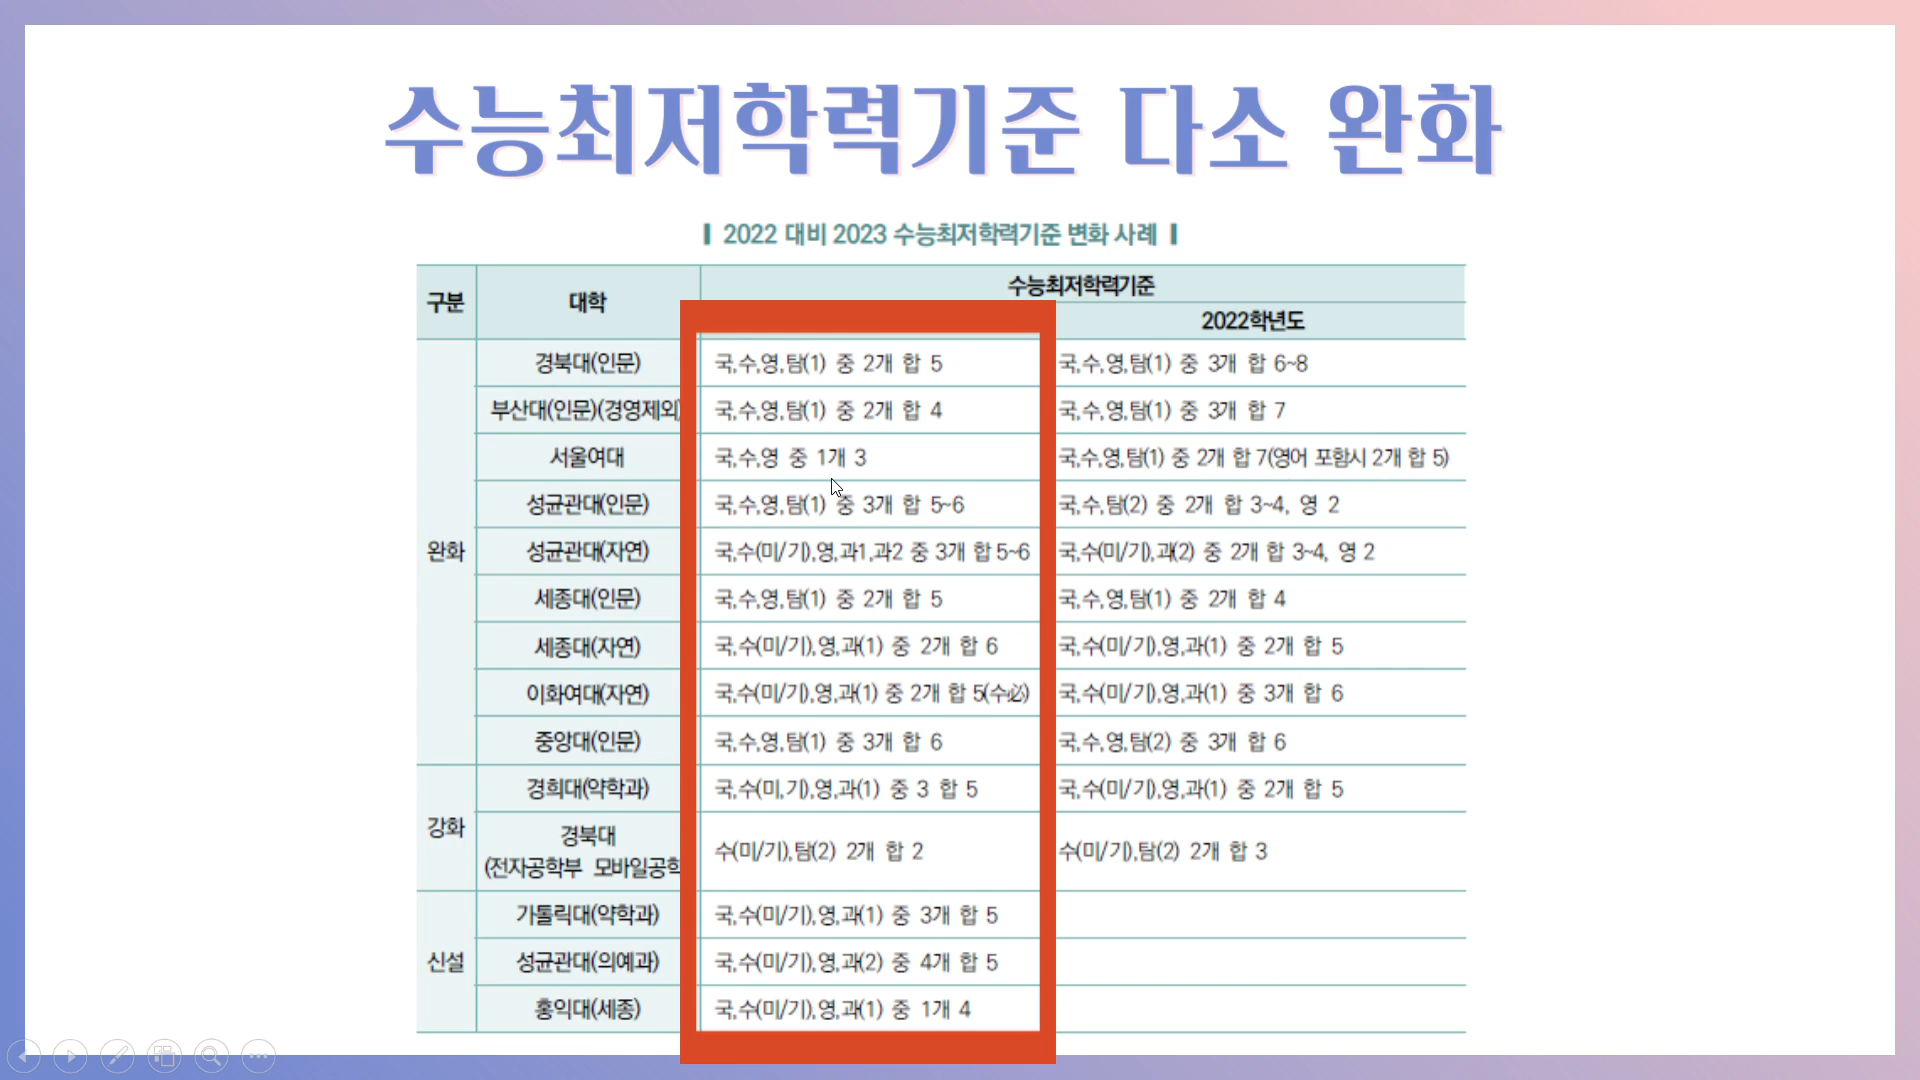 수능최저학력기준 다소 완화
2022 대비 2023 수능최저학력기준 변화 사례
구분 대학 수능최저학력기준
2022학년도
완화
경북대(인문) 국,수,영,탐(1) 중 2개 합 5 국,수,영,탐(1) 중 3개 합 6~8
부산대(인문)(경영제외) 국,수,영,탐(1) 중 2개 합 4 국,수,영,탐(1) 중 3개 합 7
서울여대 국,수,영 중 1개 3 국,수,영,탐(1) 중 2개 합 7(영어 포함시 2개 합 5)
성균관대(인문) 국,수,영,탐(1) 중 3개 합 5~6 국,수,탐(2) 중 2개 합 3~4, 영 2
성균관대(자연) 국,수(미/기),영,과1,과2 중 3개 합 5~6 국,수(미/기),과(2) 중 2개 합 3~4, 영 2
세종대(인문) 국,수,영,탐(1) 중 2개 합 5 국,수,영,탐(1) 중 2개 합 4
세종대(자연) 국,수(미/기),영,과(1) 중 2개 합 6 국,수(미/기),영,과(1) 중 2개 합 5
이화여대(자연) 국,수(미/기),영,과(1) 중 2개 합 5(수必) 국,수(미/기),영,과(1) 중 3개 합 6
중앙대(인문) 국,수,영,탐(1) 중 3개 합 6 국,수,영,탐(2) 중 3개 합 6
강화
경희대(약학과) 국,수(미,기),영,과(1) 중 3 합 5 국,수(미/기),영,과(1) 중 2개 합 5
경북대
(전자공학부 모바일공학 수(미/기),탐(2) 2개 합 2 수(미/기),탐(2) 2개 합 3
신설
가톨릭대(약학과) 국,수(미/기),영,과(1) 중 3개 합 5
성균관대(의예과) 국,수(미/기),영,과(2) 중 4개 합 5
홍익대(세종) 국,수(미/기),영,과(1) 중 1개 4